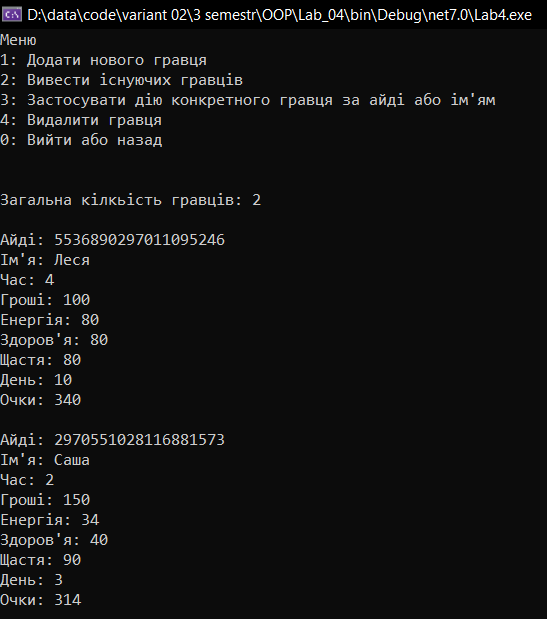 D:\data\code\variant 02\3 semestr\OOP\Lab_04\bin\Debug\net7.0\Lab4.exe
Меню
1: Додати нового гравця
2: Вивести існуючих гравців
3: Застосувати дію конкретного гравця за айді або ім'ям
4: Видалити гравця
0: Вийти або назад
Загальна кілкьість гравців: 2
Айді: 5536890297011095246
Ім'я: Леся
Час: 4
Гроші: 100
Енергія: 80
Здоров'я: 80
Щастя: 80
День: 10
Очки: 340
Айді: 2970551028116881573
Ім'я: Саша
Час: 2
Гроші: 150
Енергія: 34
Здоров'я: 40
Щастя: 90
День: 3
Очки: 314